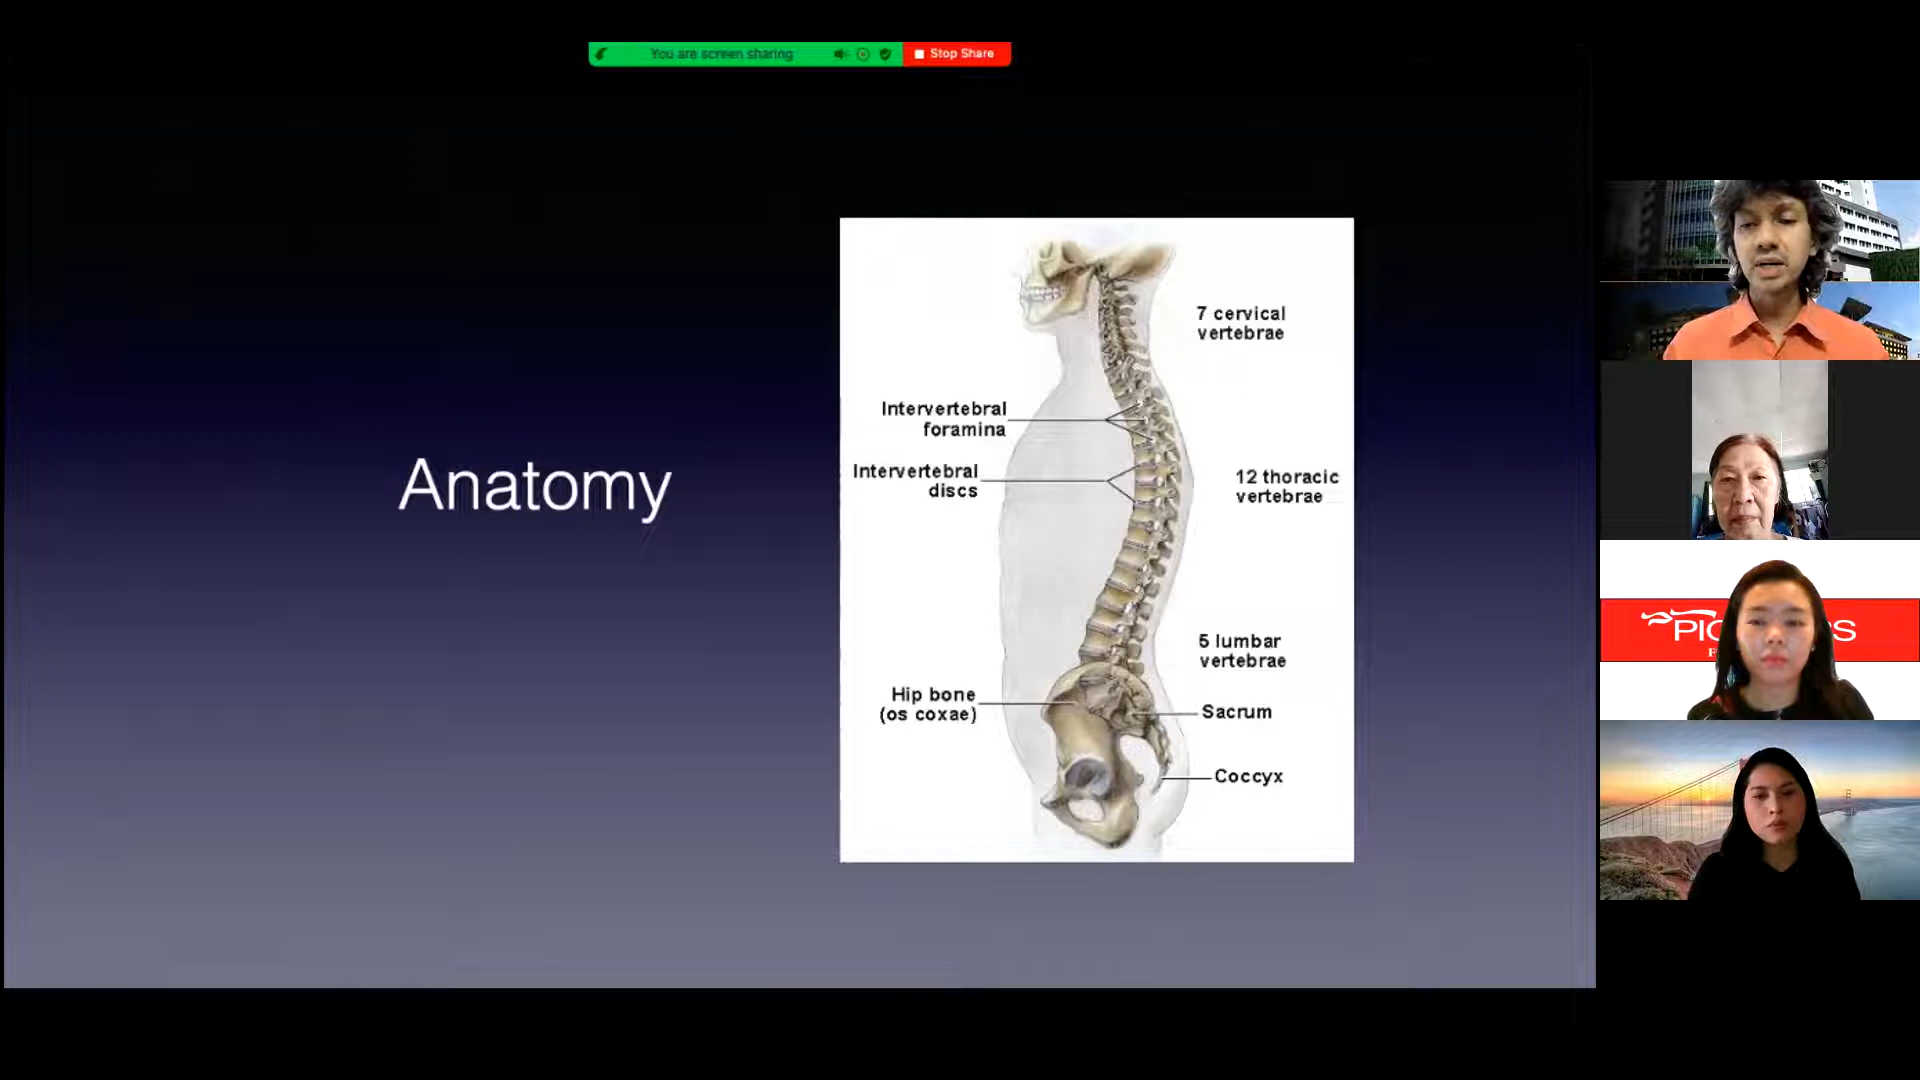 You are screen sharing
Stop Share
Anatomy
7 cervical
vertebrae
Intervertebral
foramina
Intervertebral
discs
12 thoracic
vertebrae
5 lumbar
vertebrae
Hip bone
(os coxae)
Sacrum
Coccyx